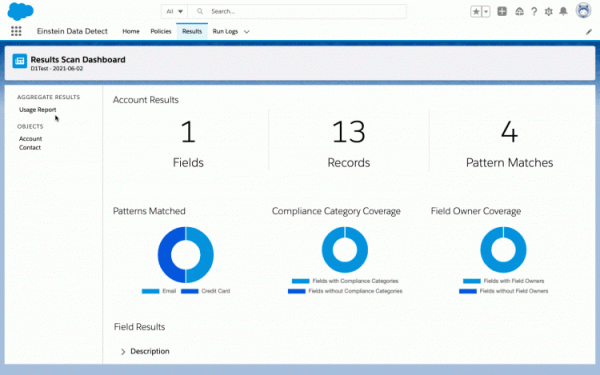 All
Search...
Einstein Data Detect
Home
Policies
Results
Run Logs
Results Scan Dashboard
DSTest - 2021-06-02
AGGREGATE RESULTS
Usage Report
OBJECTS
Account
Contact
Account Results
1
Fields
13
Records
4
Pattern Matches
Patterns Matched
Email
Credit Card
Compliance Category Coverage
Fields with Compliance Categories
Fields without Compliance Categories
Field Owner Coverage
Fields with Field Owners
Fields without Field Owners
Field Results
Description